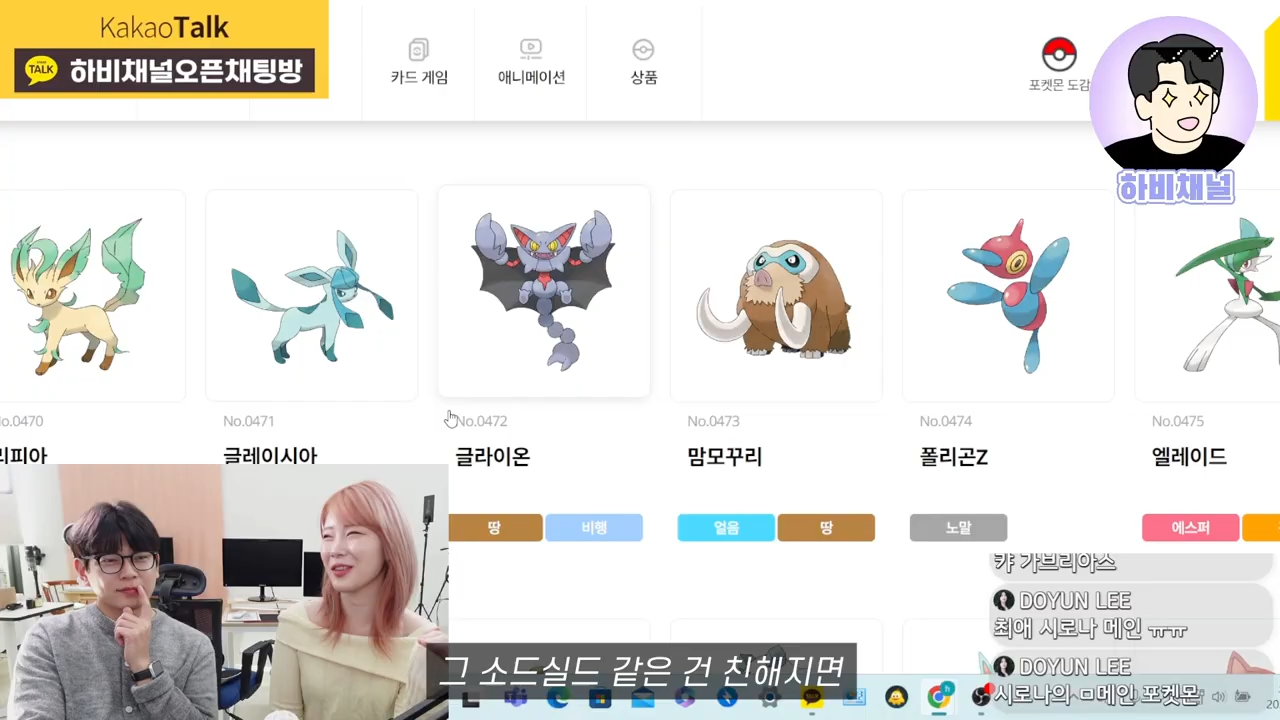 KakaoTalk
TALK 하비채널오픈채팅방
카드 게임
애니메이션
상품
포켓몬 도감
하비채널
No.0470
No.0471
No.0472
No.0473
No.0474
No.0475
리피아
글레이시아
글라이온
맘모꾸리
폴리곤Z
엘레이드
땅
비행
얼음
땅
노말
에스퍼
캬 가브리아스
DOYUN LEE
최애 시로나 메인 ㅠㅠ
DOYUN LEE
시로나의 ㅁ메인 포켓몬
그 소드실드 같은 건 친해지면
TALK
20